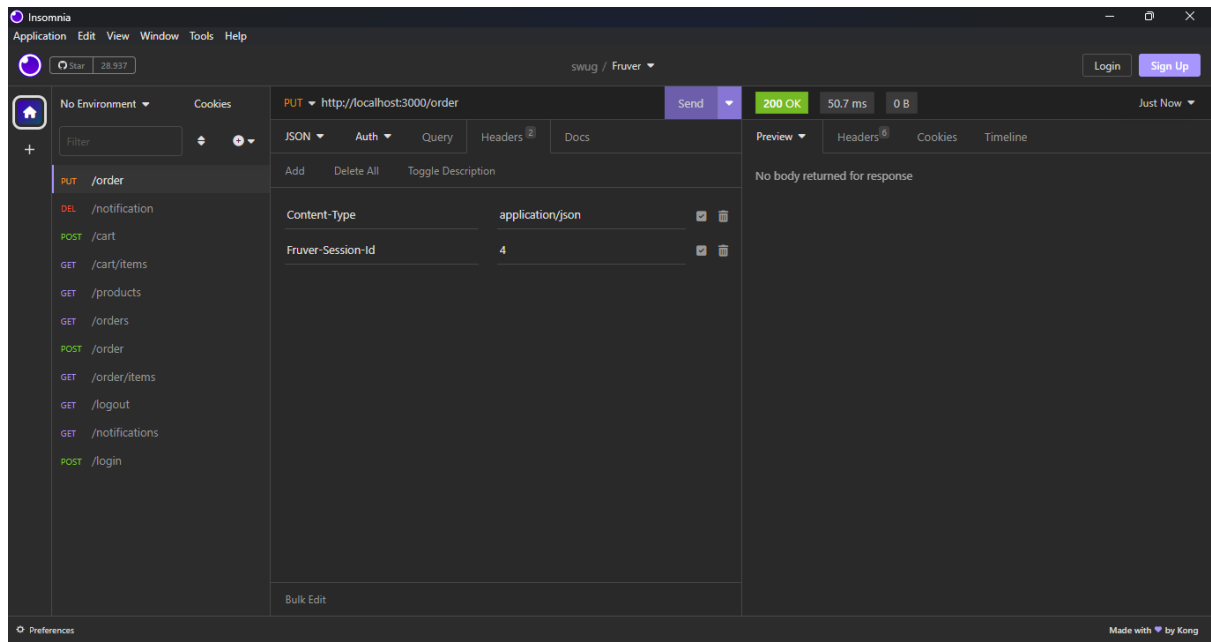 Insomnia
Application Edit View Window Tools Help
Star 28.937
swug / Fruver
Login Sign Up
No Environment Cookies
Filter
PUT /order
DEL /notification
POST /cart
GET /cart/items
GET /products
GET /orders
POST /order
GET /order/items
GET /logout
GET /notifications
POST /login
PUT http://localhost:3000/order Send
JSON Auth Query Headers 2 Docs
Add Delete All Toggle Description
Content-Type application/json
Fruver-Session-Id 4
Bulk Edit
200 OK 50.7 ms 0 B Just Now
Preview Headers 6 Cookies Timeline
No body returned for response
Preferences
Made with by Kong